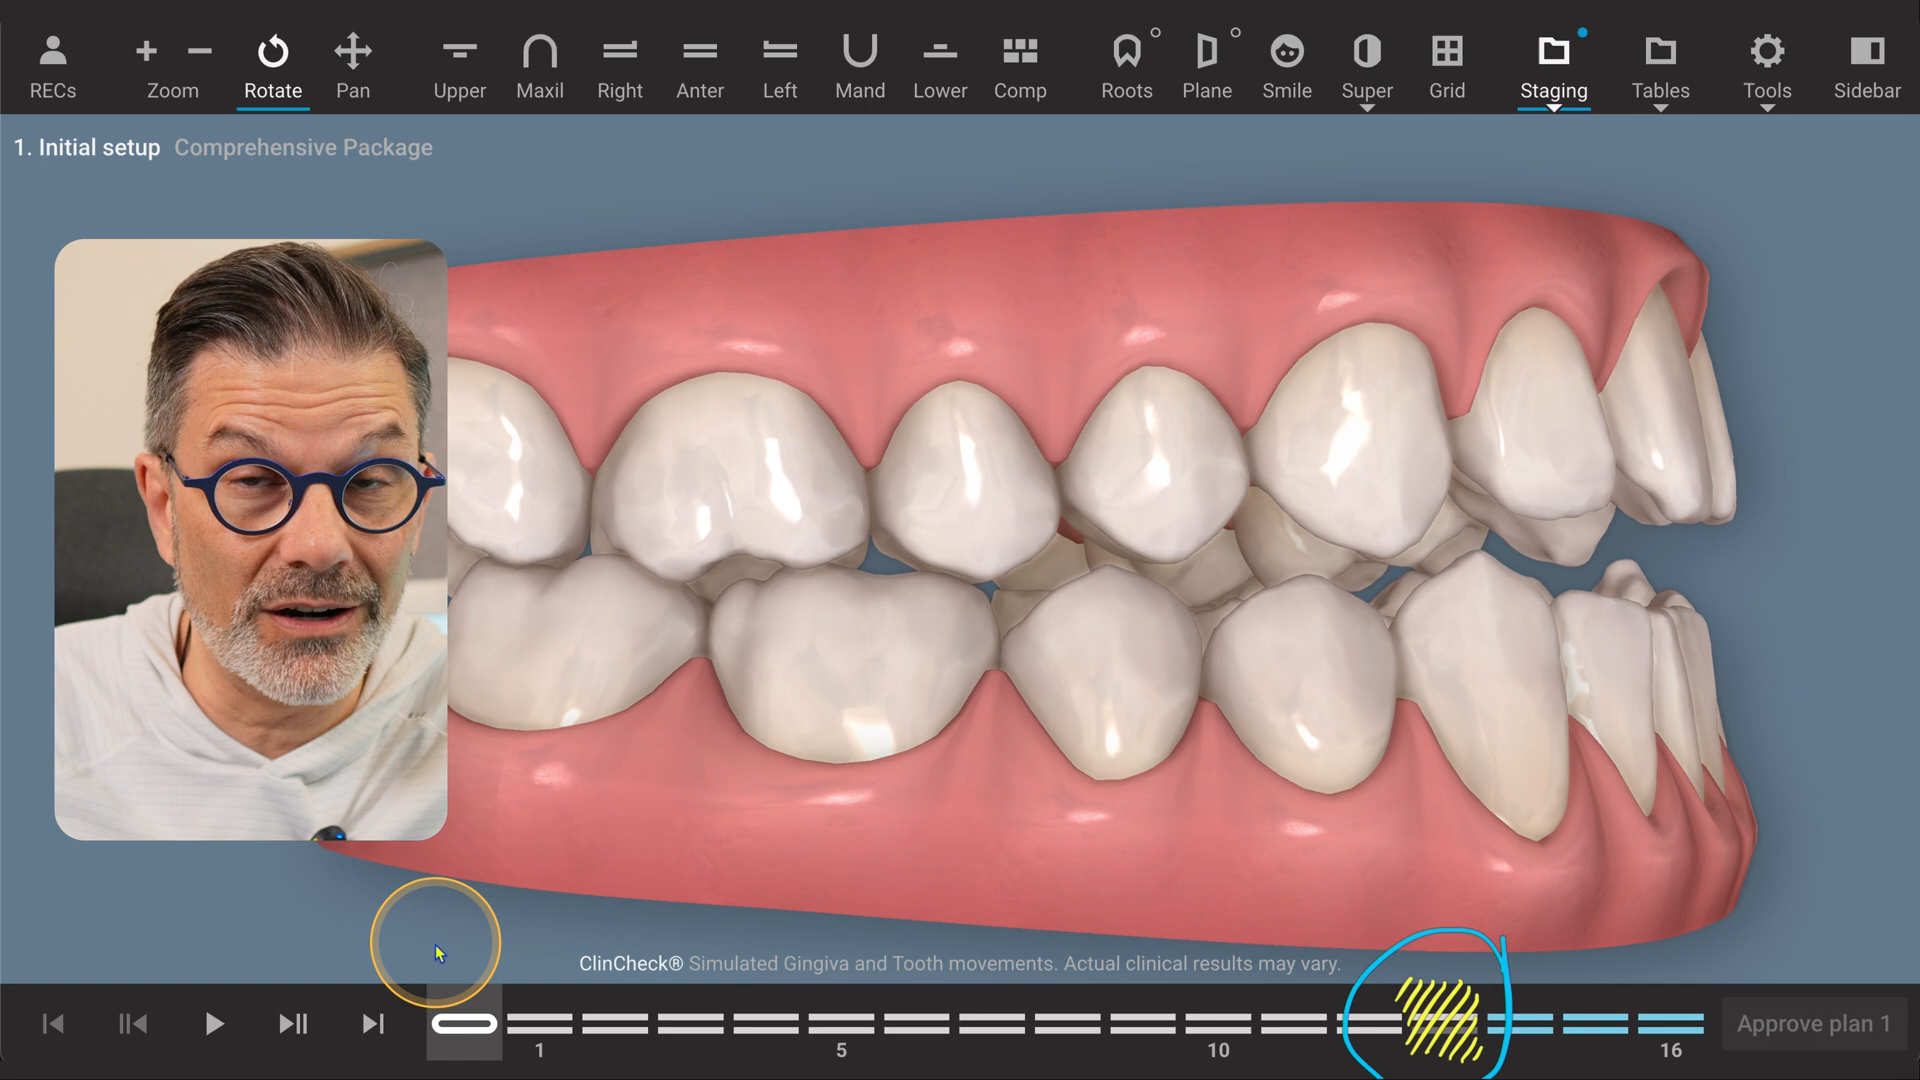 RECs Zoom Rotate Pan Upper Maxil Right Anter Left Mand Lower Comp Roots Plane Smile Super Grid Staging Tables Tools Sidebar
1. Initial setup Comprehensive Package
ClinCheck® Simulated Gingiva and Tooth movements. Actual clinical results may vary.
Approve plan 1
1 5 10 16